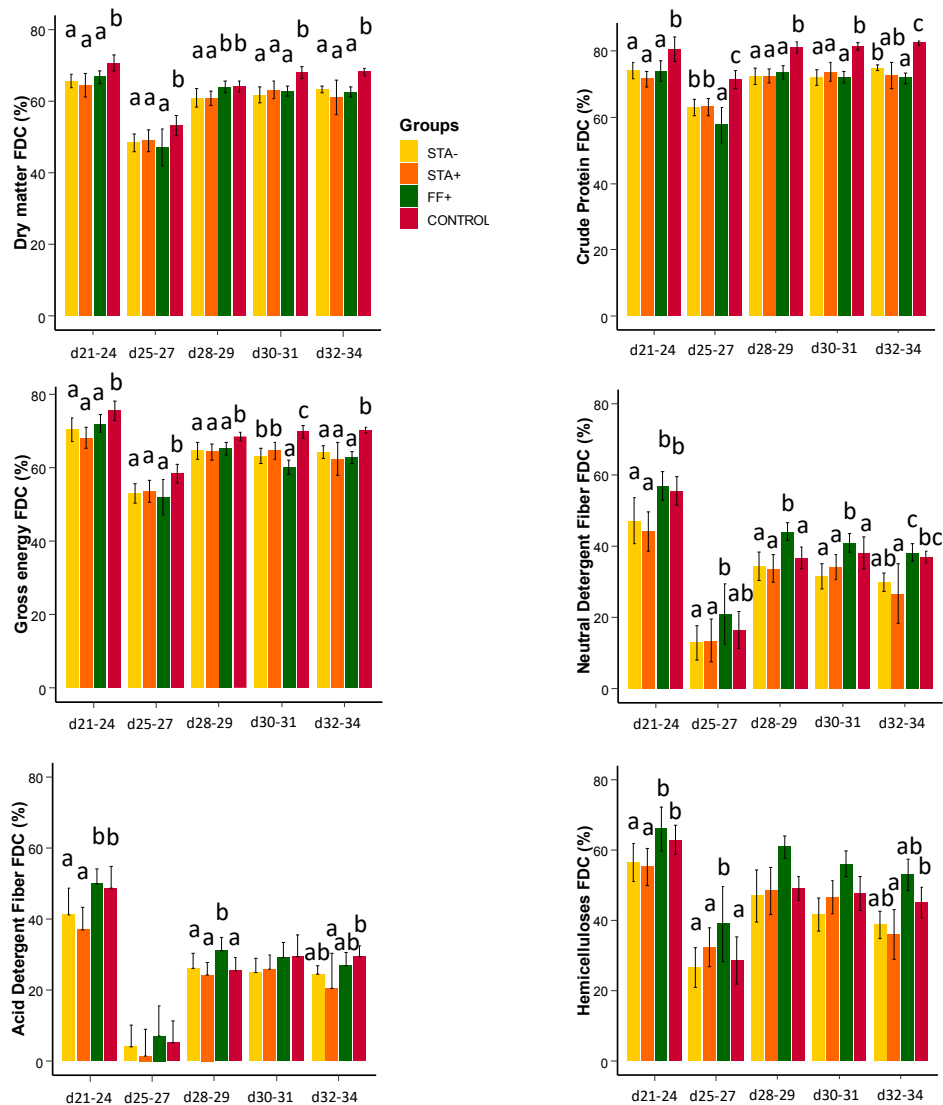 Dry matter FDC (%)
80
60
40
20
0
a a a b
a a a b
a a b b
a a a b
a a a b
d21-24 d25-27 d28-29 d30-31 d32-34
Groups
STA-
STA+
FF+
CONTROL
Crude Protein FDC (%)
80
60
40
20
0
a a a b
b b a c
a a a b
a a a b
b ab a c
d21-24 d25-27 d28-29 d30-31 d32-34
Gross energy FDC (%)
80
60
40
20
0
a a a b
a a a b
a a a b
b b a c
a a a b
d21-24 d25-27 d28-29 d30-31 d32-34
Neutral Detergent Fiber FDC (%)
80
60
40
20
0
a a b b
a a b ab
a a b a
a a b a
ab a c bc
d21-24 d25-27 d28-29 d30-31 d32-34
Acid Detergent Fiber FDC (%)
80
60
40
20
0
a a b b
a a b a
ab a ab b
d21-24 d25-27 d28-29 d30-31 d32-34
Hemicelluloses FDC (%)
80
60
40
20
0
a a b b
a a b a
ab a ab b
d21-24 d25-27 d28-29 d30-31 d32-34